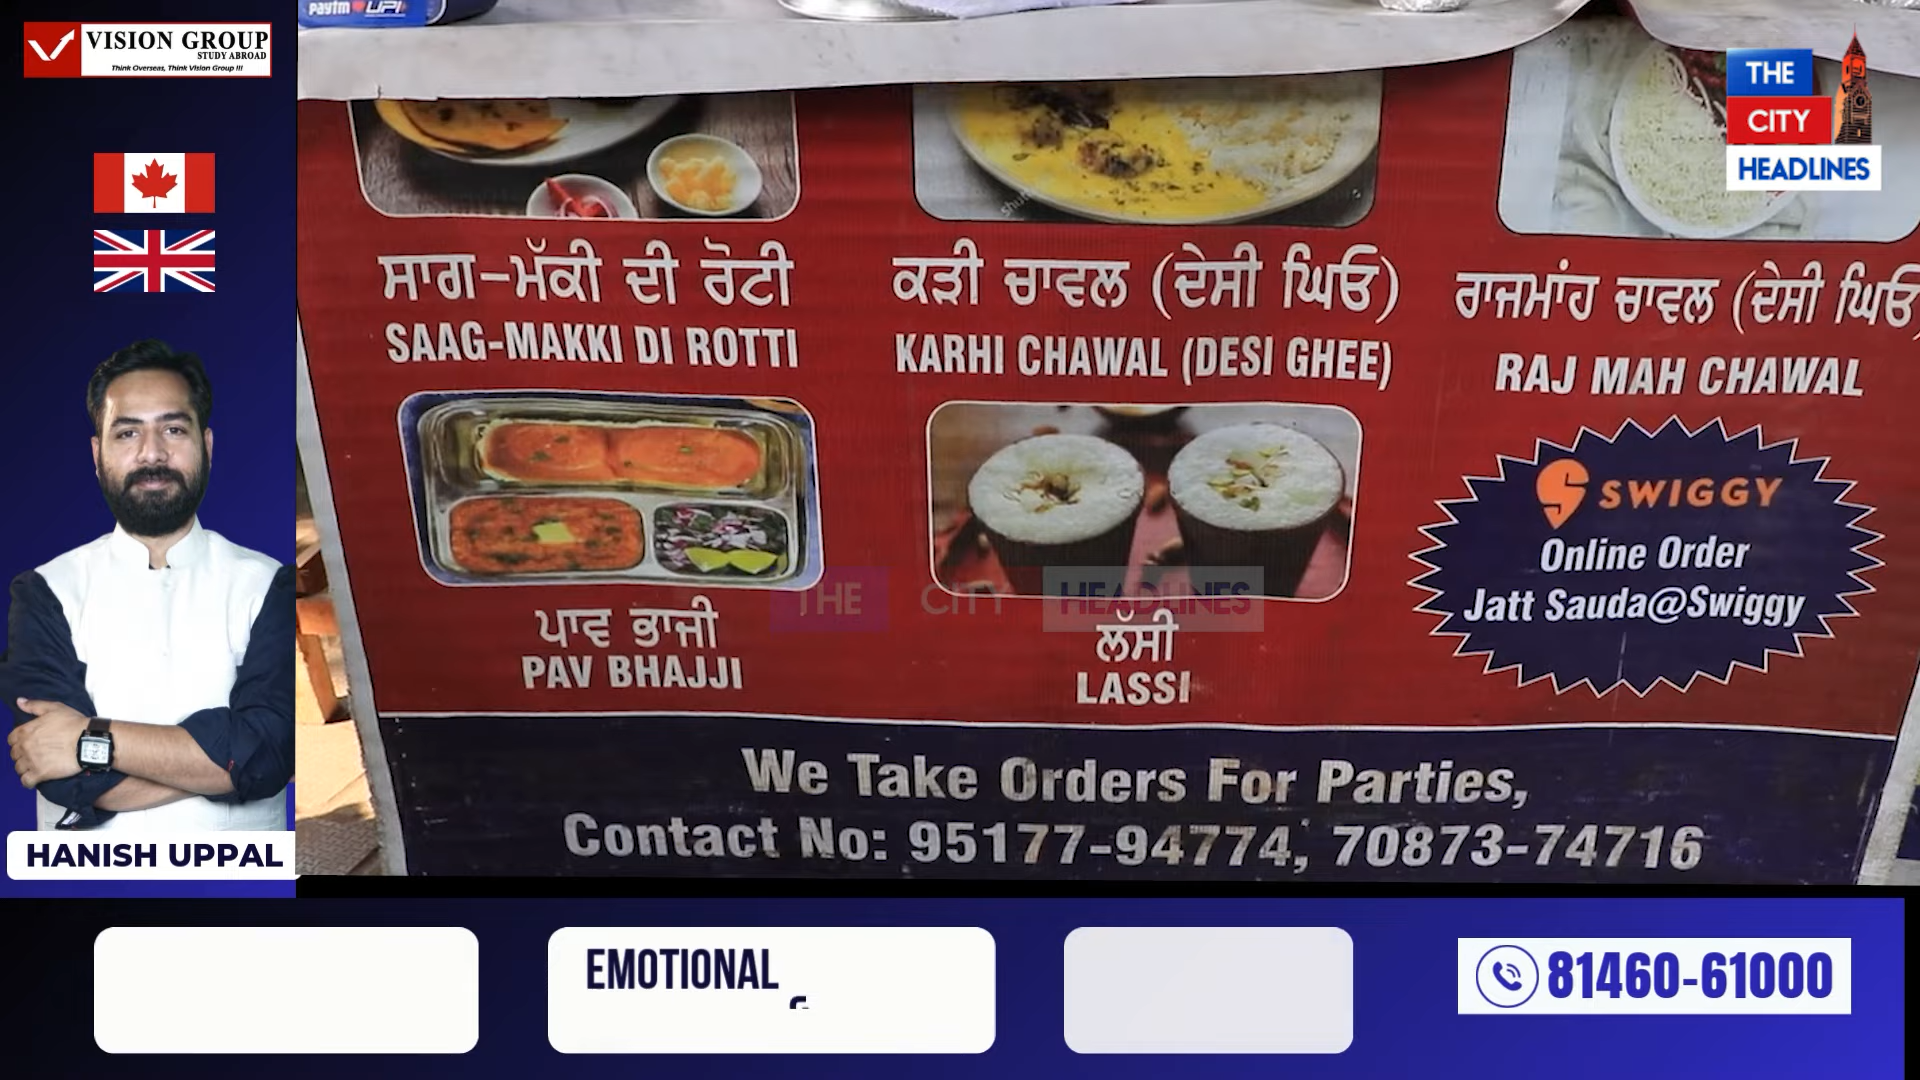 paytm UPI
VISION GROUP
STUDY ABROAD
Think Overseas, Think Vision Group !!!
THE
CITY
HEADLINES
ਸਾਗ-ਮੱਕੀ ਦੀ ਰੋਟੀ
SAAG-MAKKI DI ROTTI
ਕੜੀ ਚਾਵਲ (ਦੇਸੀ ਘਿਓ)
KARHI CHAWAL (DESI GHEE)
ਰਾਜਮਾਂਹ ਚਾਵਲ (ਦੇਸੀ ਘਿਓ
RAJ MAH CHAWAL
SWIGGY
Online Order
Jatt Sauda@Swiggy
THE CITY HEADLINES
ਪਾਵ ਭਾਜੀ
PAV BHAJJI
ਲੱਸੀ
LASSI
We Take Orders For Parties,
Contact No: 95177-94774, 70873-74716
HANISH UPPAL
EMOTIONAL
81460-61000